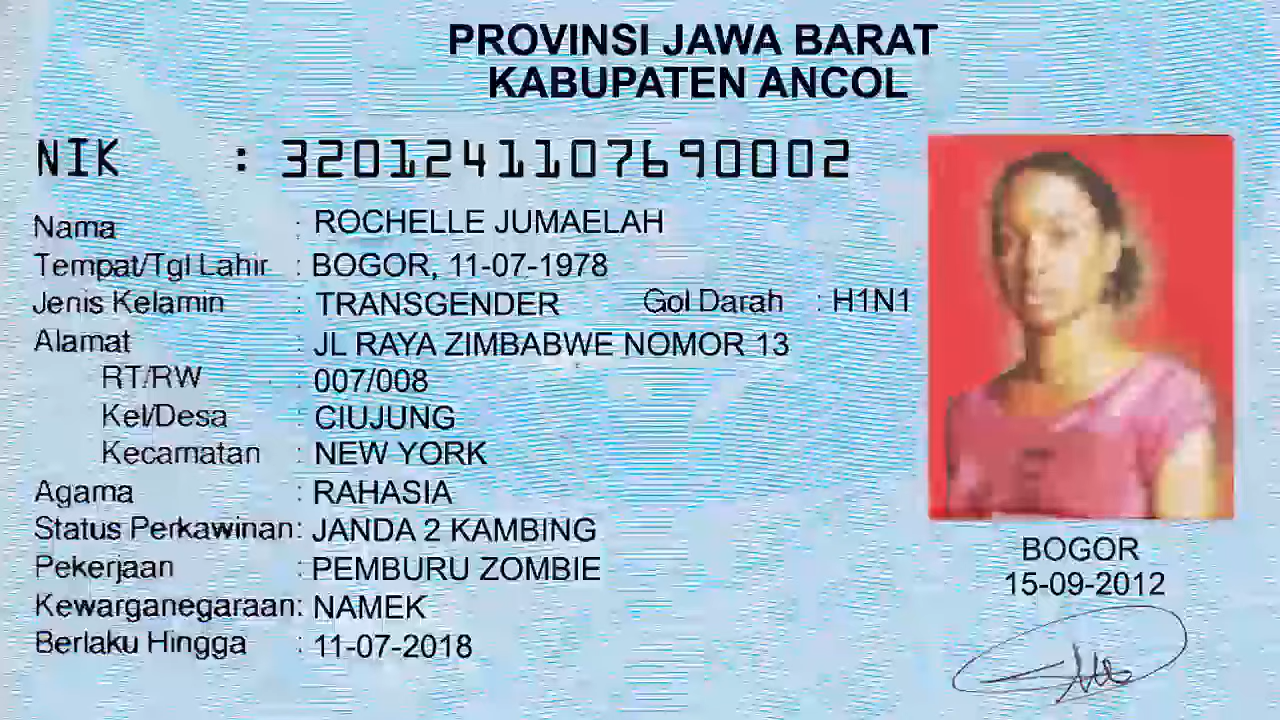 PROVINSI JAWA BARAT
KABUPATEN ANCOL
NIK : 3201241107690002
Nama : ROCHELLE JUMAELAH
Tempat/Tgl Lahir : BOGOR, 11-07-1978
Jenis Kelamin : TRANSGENDER Gol Darah : H1N1
Alamat : JL RAYA ZIMBABWE NOMOR 13
RT/RW : 007/008
Kel/Desa : CIUJUNG
Kecamatan : NEW YORK
Agama : RAHASIA
Status Perkawinan: JANDA 2 KAMBING
Pekerjaan : PEMBURU ZOMBIE
Kewarganegaraan: NAMEK
Berlaku Hingga : 11-07-2018
BOGOR
15-09-2012